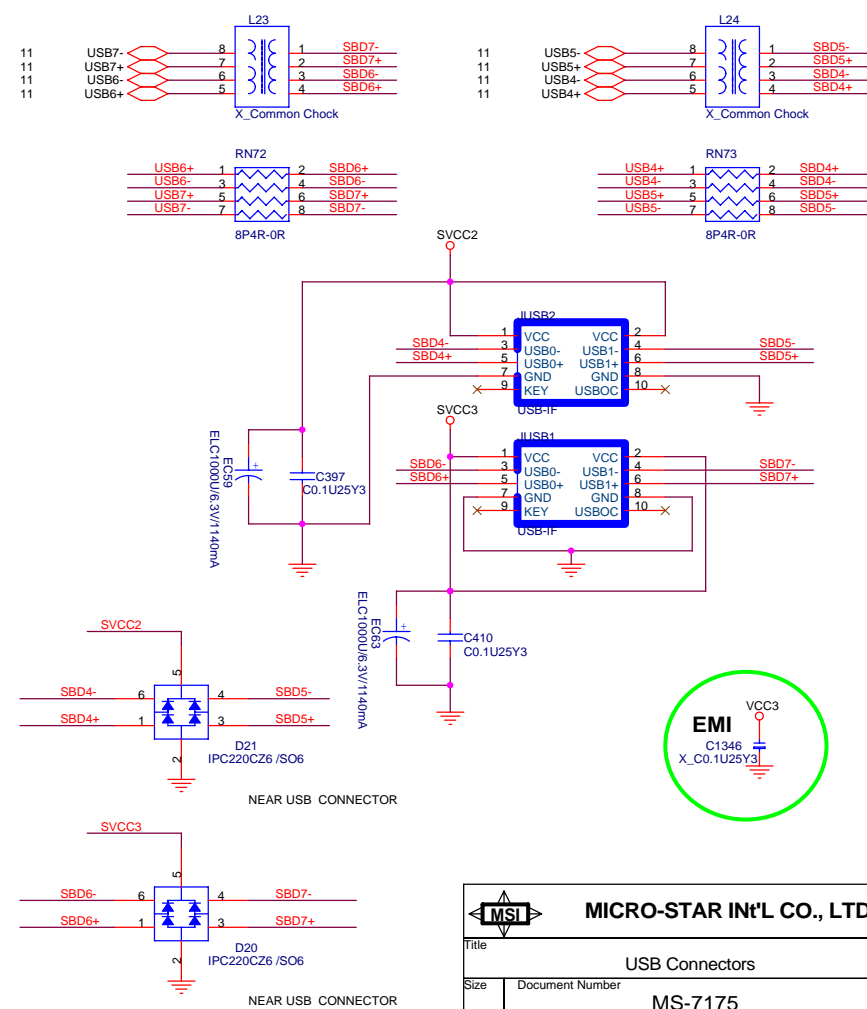 L23
11 USB7- 8 1 SBD7-
11 USB7+ 7 2 SBD7+
11 USB6- 6 3 SBD6-
11 USB6+ 5 4 SBD6+
X_Common Chock
L24
11 USB5- 8 1 SBD5-
11 USB5+ 7 2 SBD5+
11 USB4- 6 3 SBD4-
11 USB4+ 5 4 SBD4+
X_Common Chock
RN72
USB6+ 1 2 SBD6+
USB6- 3 4 SBD6-
USB7+ 5 6 SBD7+
USB7- 7 8 SBD7-
8P4R-0R
RN73
USB4+ 1 2 SBD4+
USB4- 3 4 SBD4-
USB5+ 5 6 SBD5+
USB5- 7 8 SBD5-
8P4R-0R
SVCC2
JUSB2
1 VCC VCC 2
SBD4- 3 USB0- USB1- 4 SBD5-
SBD4+ 5 USB0+ USB1+ 6 SBD5+
7 GND GND 8
9 KEY USBOC 10
USB-IF
SVCC3
JUSB1
1 VCC VCC 2
SBD6- 3 USB0- USB1- 4 SBD7-
SBD6+ 5 USB0+ USB1+ 6 SBD7+
7 GND GND 8
9 KEY USBOC 10
USB-IF
EC59
ELC1000U/6.3V/1140mA
+
C397
C0.1U25Y3
EC63
ELC1000U/6.3V/1140mA
+
C410
C0.1U25Y3
SVCC2
5
SBD4- 6 4 SBD5-
SBD4+ 1 3 SBD5+
2
D21
IPC220CZ6 /SO6
NEAR USB CONNECTOR
EMI
VCC3
C1346
X_C0.1U25Y3
SVCC3
5
SBD6- 6 4 SBD7-
SBD6+ 1 3 SBD7+
2
D20
IPC220CZ6 /SO6
NEAR USB CONNECTOR
MSI
MICRO-STAR INt'L CO., LTD
Title
USB Connectors
Size Document Number
MS-7175